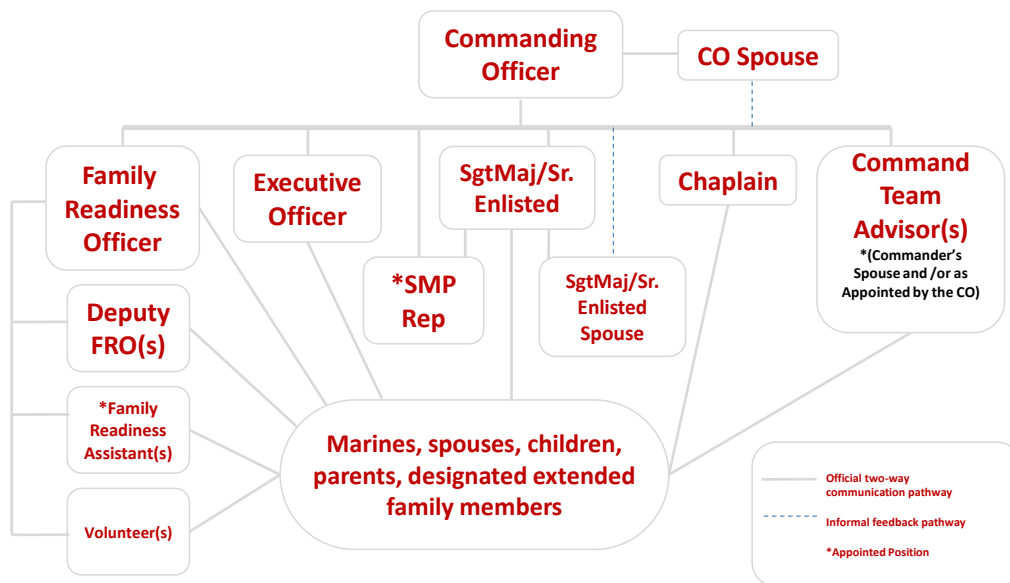 Commanding
Officer
CO Spouse
Family
Readiness
Officer
Executive
Officer
SgtMaj/Sr.
Enlisted
Chaplain
Command
Team
Advisor(s)
*(Commander's
Spouse and /or as
Appointed by the CO)
*SMP
Rep
SgtMaj/Sr.
Enlisted
Spouse
Deputy
FRO(s)
*Family
Readiness
Assistant(s)
Volunteer(s)
Marines, spouses, children,
parents, designated extended
family members
Official two-way
communication pathway
Informal feedback pathway
*Appointed Position